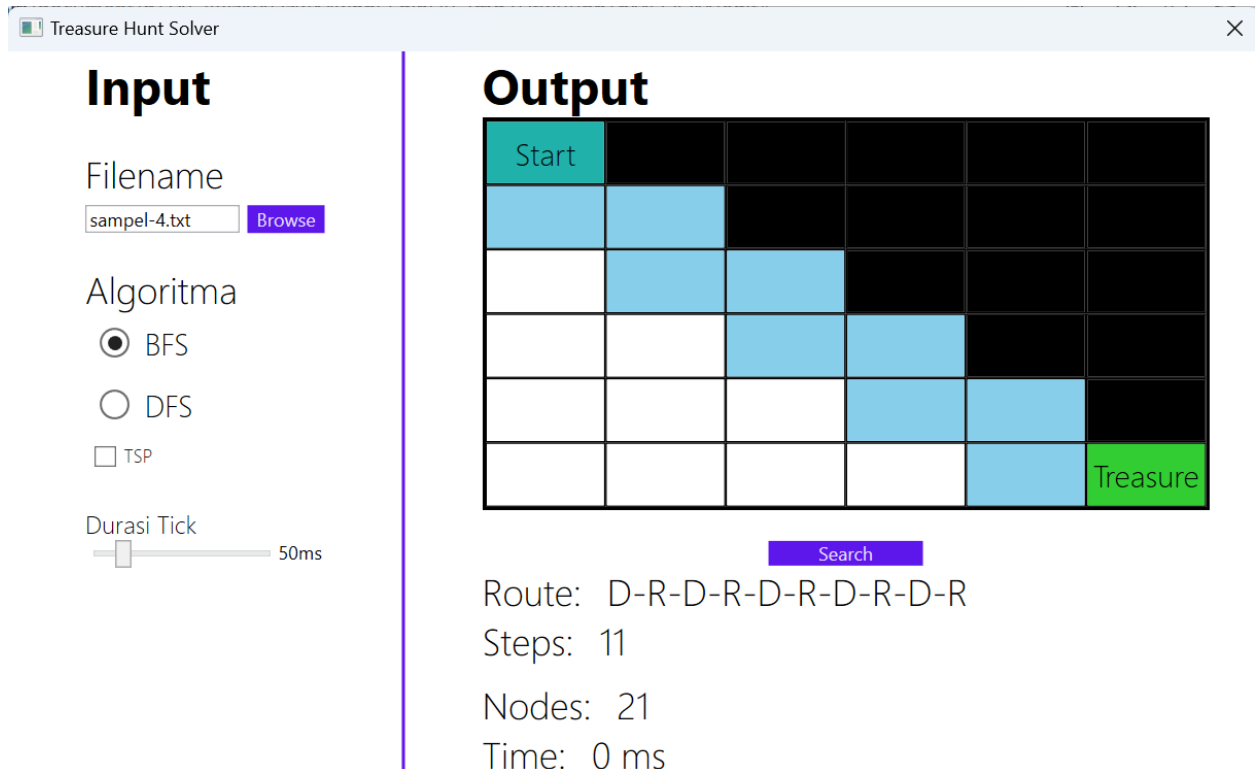 Treasure Hunt Solver
Input
Filename
sampel-4.txt Browse
Algoritma
BFS
DFS
TSP
Durasi Tick
50ms
Output
Start
Treasure
Search
Route: D-R-D-R-D-R-D-R-D-R
Steps: 11
Nodes: 21
Time: 0 ms